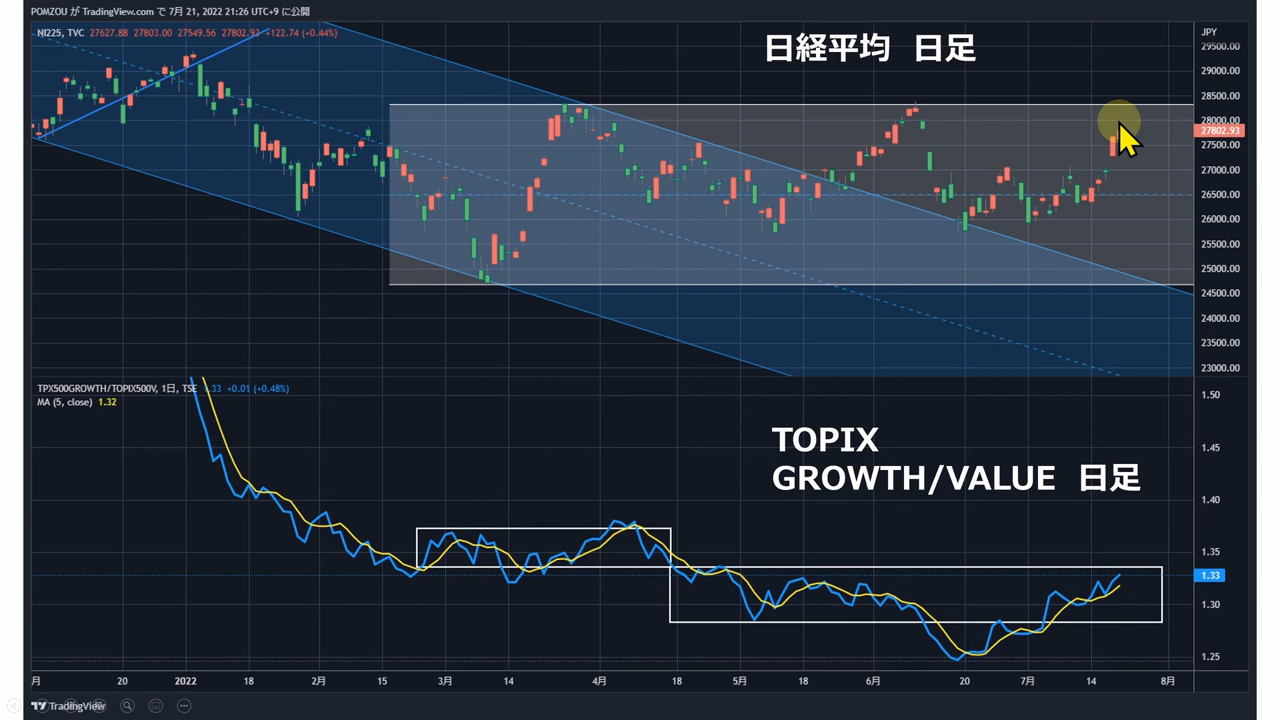 POMZOU が TradingView.com で 7月 21, 2022 21:26 UTC+9 に公開
NI225, TVC 27627.88 27803.00 27549.56 27802.93 +122.74 (+0.44%)
JPY
日経平均 日足
29500.00
29000.00
28500.00
28000.00
27802.93
27500.00
27000.00
26500.00
26000.00
25500.00
25000.00
24500.00
24000.00
23500.00
23000.00
TPX500GROWTH/TOPIX500V, 1日, TSE 1.33 +0.01 (+0.48%)
MA (5, close) 1.32
TOPIX
GROWTH/VALUE 日足
1.50
1.45
1.40
1.35
1.33
1.30
1.25
月 20 2022 18 2月 15 3月 14 4月 18 5月 18 6月 20 7月 14 8月
TradingView